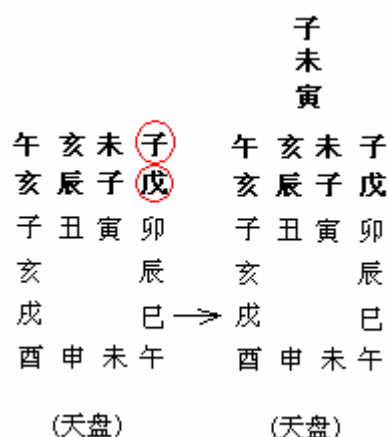 子
未
寅
午 亥 未 子 午 亥 未 子
亥 辰 子 戊 亥 辰 子 戊
子 丑 寅 卯 子 丑 寅 卯
亥 辰 亥 辰
戌 巳 戌 巳
酉 申 未 午 酉 申 未 午
(天盘) (天盘)